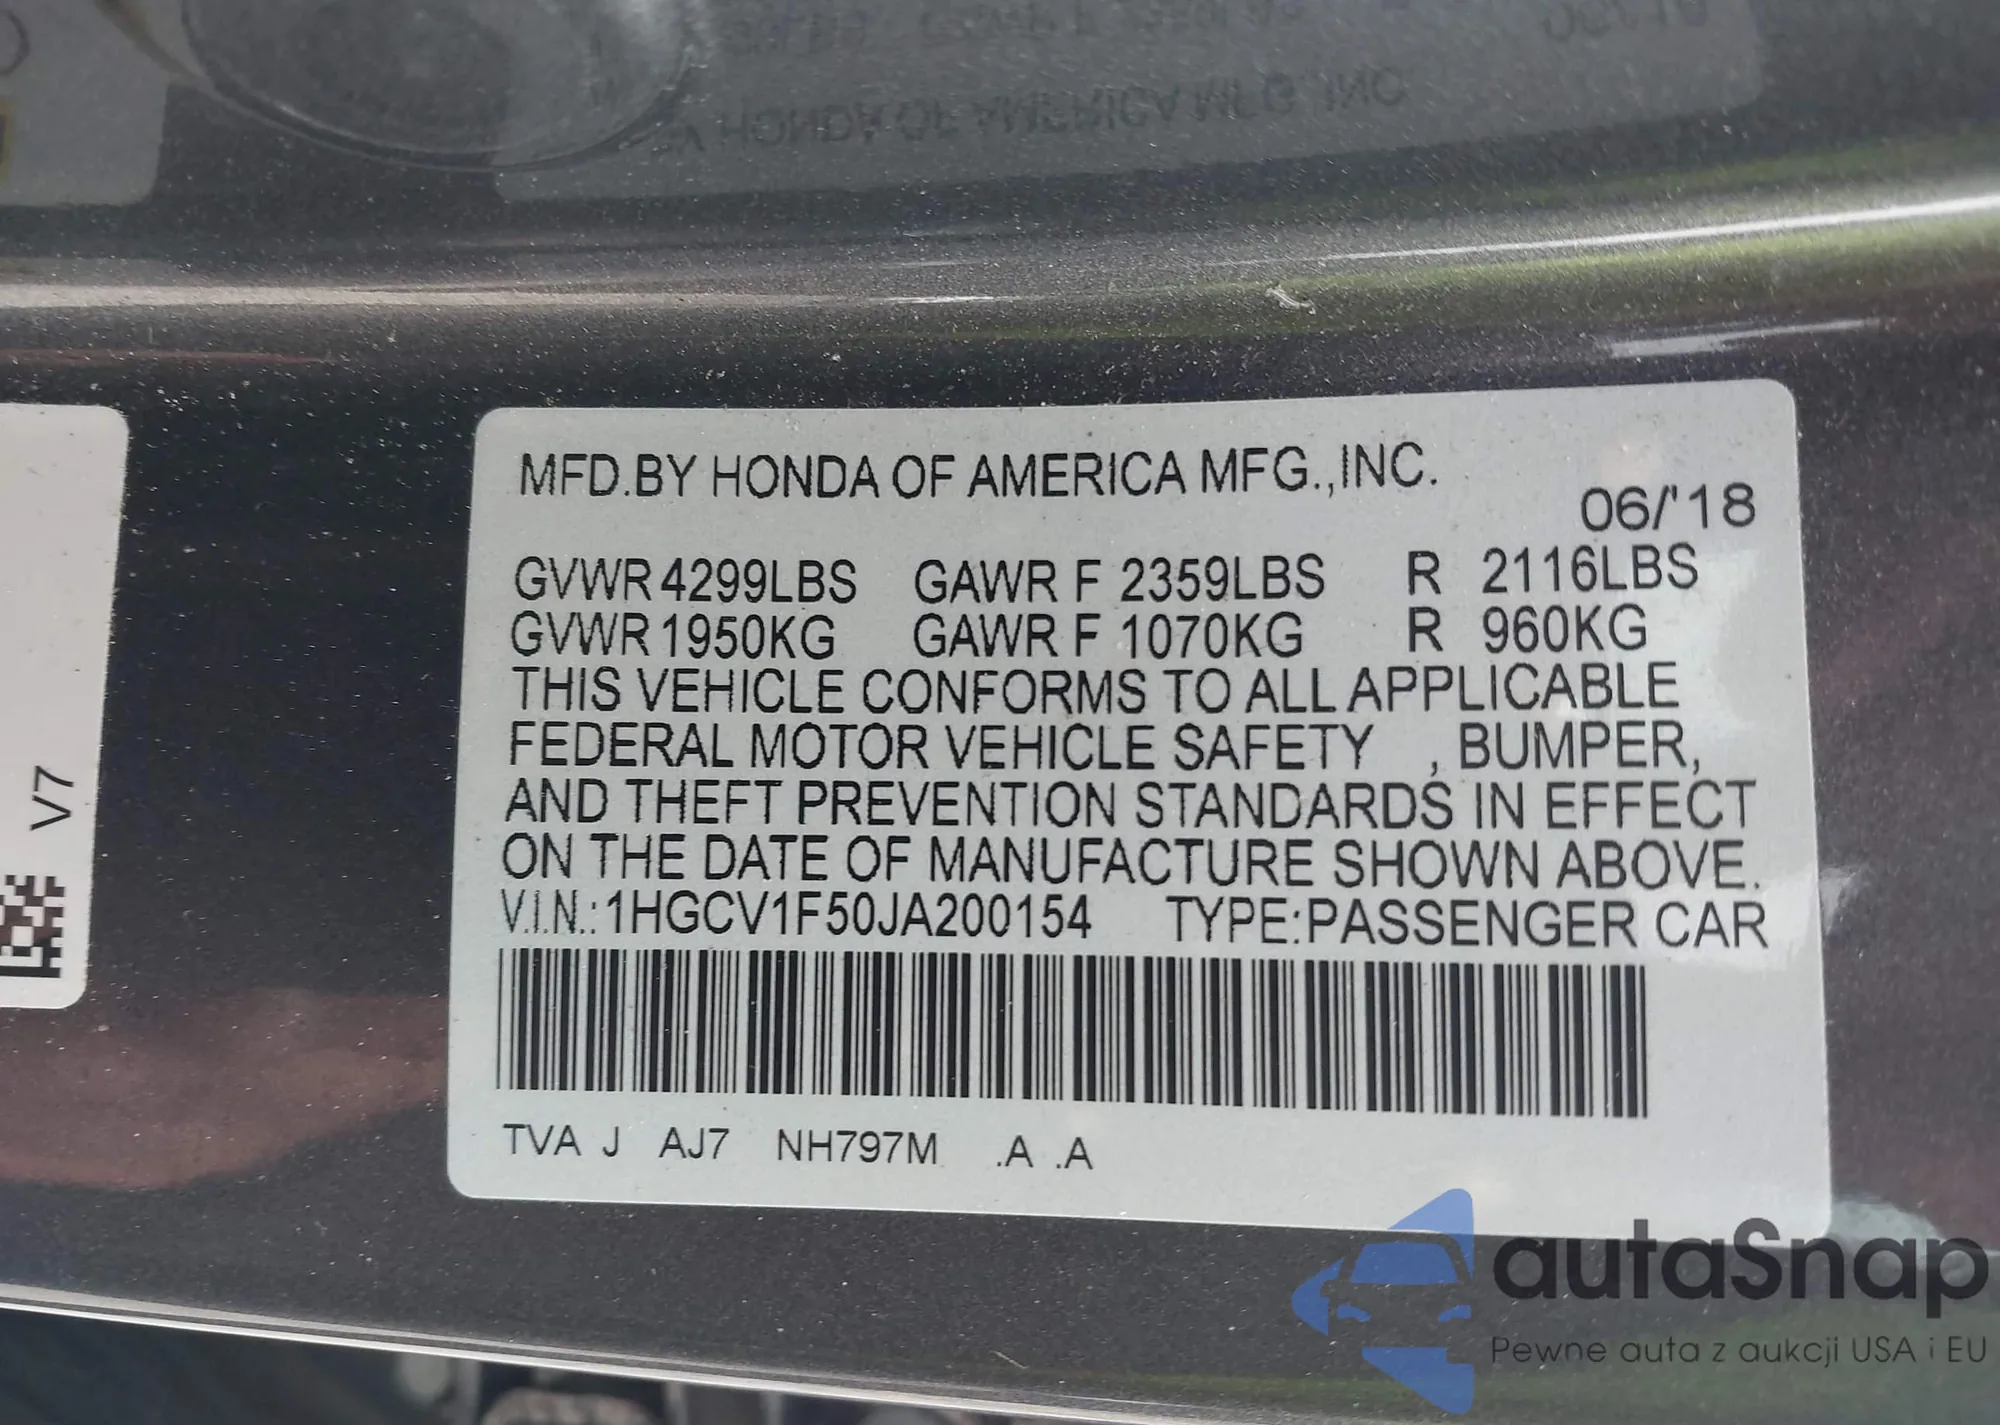 MFD.BY HONDA OF AMERICA MFG.,INC.
06/'18
GVWR 4299LBS GAWR F 2359LBS R 2116LBS
GVWR 1950KG GAWR F 1070KG R 960KG
THIS VEHICLE CONFORMS TO ALL APPLICABLE
FEDERAL MOTOR VEHICLE SAFETY , BUMPER,
AND THEFT PREVENTION STANDARDS IN EFFECT
ON THE DATE OF MANUFACTURE SHOWN ABOVE.
V.I.N.: 1HGCV1F50JA200154 TYPE:PASSENGER CAR
TVA J AJ7 NH797M .A .A
V7
autaSnap
Pewne auta z aukcji USA i EU